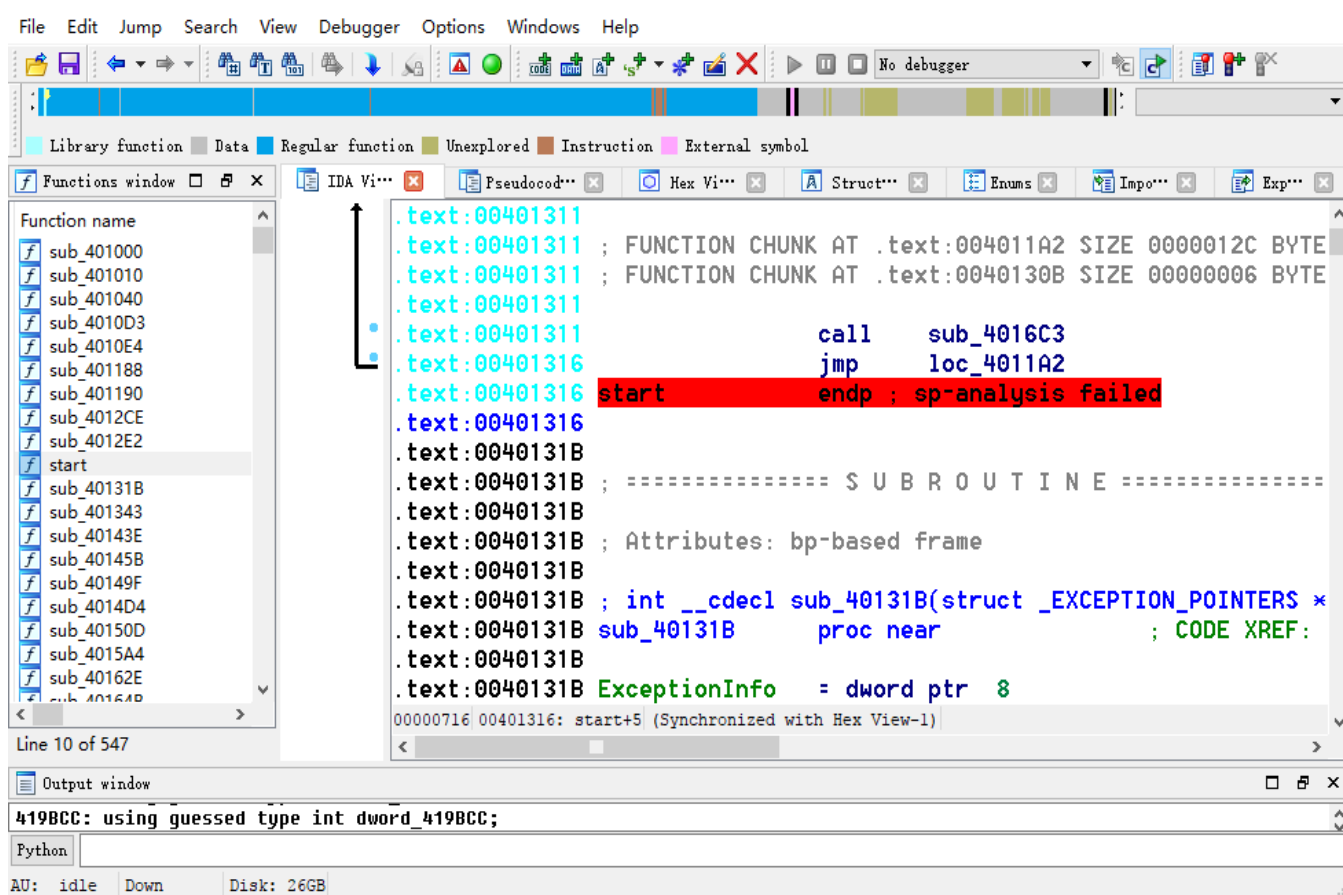 File Edit Jump Search View Debugger Options Windows Help
No debugger
Library function Data Regular function Unexplored Instruction External symbol
Functions window
IDA Vi··· Pseudocod··· Hex Vi··· Struct··· Enums Impo··· Exp···
Function name
sub_401000
sub_401010
sub_401040
sub_4010D3
sub_4010E4
sub_401188
sub_401190
sub_4012CE
sub_4012E2
start
sub_40131B
sub_401343
sub_40143E
sub_40145B
sub_40149F
sub_4014D4
sub_40150D
sub_4015A4
sub_40162E
Line 10 of 547
.text:00401311
.text:00401311 ; FUNCTION CHUNK AT .text:004011A2 SIZE 0000012C BYTE
.text:00401311 ; FUNCTION CHUNK AT .text:0040130B SIZE 00000006 BYTE
.text:00401311
.text:00401311 call sub_4016C3
.text:00401316 jmp loc_4011A2
.text:00401316 start endp ; sp-analysis failed
.text:00401316
.text:0040131B
.text:0040131B ; =============== S U B R O U T I N E ===============
.text:0040131B
.text:0040131B ; Attributes: bp-based frame
.text:0040131B
.text:0040131B ; int __cdecl sub_40131B(struct _EXCEPTION_POINTERS *
.text:0040131B sub_40131B proc near ; CODE XREF:
.text:0040131B
.text:0040131B ExceptionInfo = dword ptr 8
00000716 00401316: start+5 (Synchronized with Hex View-1)
Output window
419BCC: using guessed type int dword_419BCC;
Python
AU: idle Down Disk: 26GB